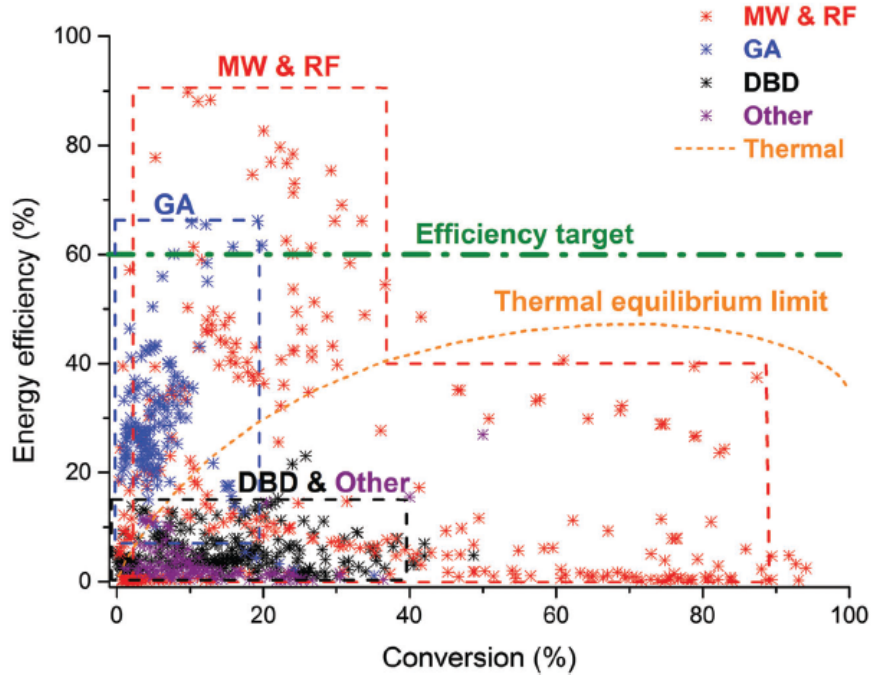 MW & RF
GA
DBD
Other
Thermal
100
80
60
40
20
0
Energy efficiency (%)
MW & RF
GA
Efficiency target
Thermal equilibrium limit
DBD & Other
0
20
40
60
80
100
Conversion (%)